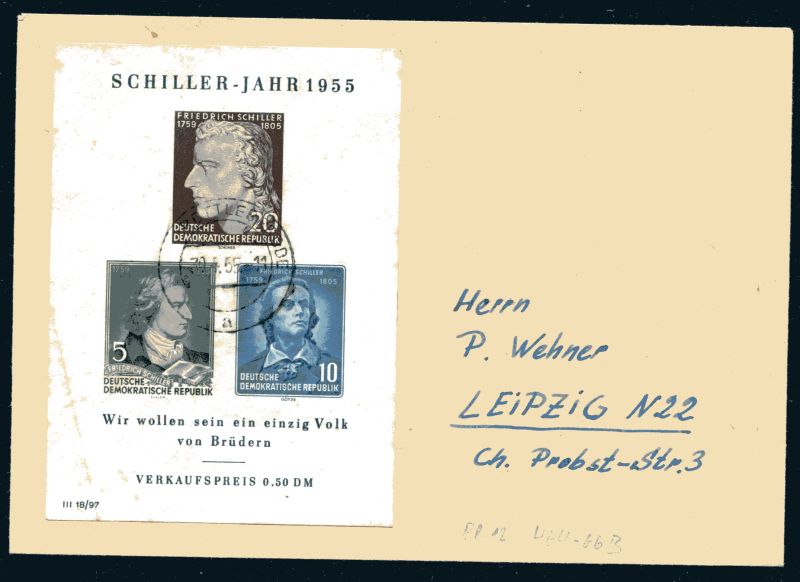 SCHILLER-JAHR 1955
FRIEDRICH SCHILLER
1759 1805
20
DEUTSCHE
DEMOKRATISCHE REPUBLIK
1759 1805
5
FRIEDRICH SCHILLER
DEUTSCHE
DEMOKRATISCHE REPUBLIK
FRIEDRICH SCHILLER
1759 1805
10
DEUTSCHE
DEMOKRATISCHE REPUBLIK
a
Wir wollen sein ein einzig Volk
von Brüdern
VERKAUFSPREIS 0,50 DM
III 18/97
Herrn
P. Wehner
LEiPZiG N22
Ch. Probst-Str. 3